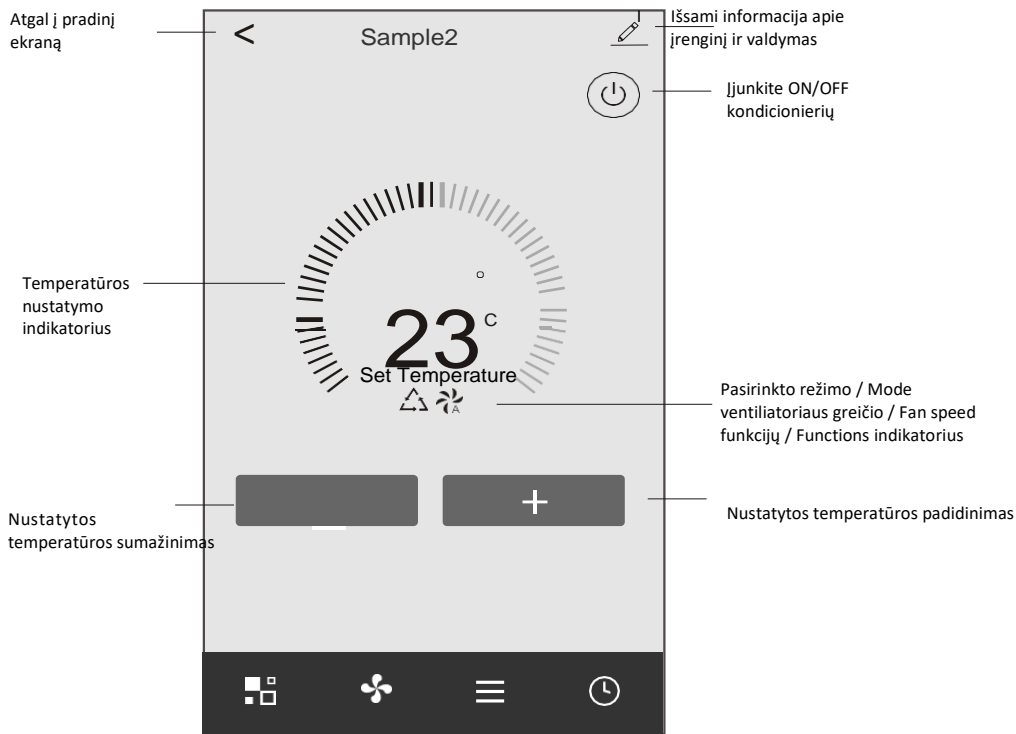 Atgal į pradinį
ekraną
<
Sample2
Išsami informacija apie
įrenginį ir valdymas
Įjunkite ON/OFF
kondicionierių
Temperatūros
nustatymo
indikatorius
23°C
Set Temperature
A
Pasirinkto režimo / Mode
ventiliatoriaus greičio / Fan speed
funkcijų / Functions indikatorius
+
Nustatytos
temperatūros sumažinimas
Nustatytos temperatūros padidinimas